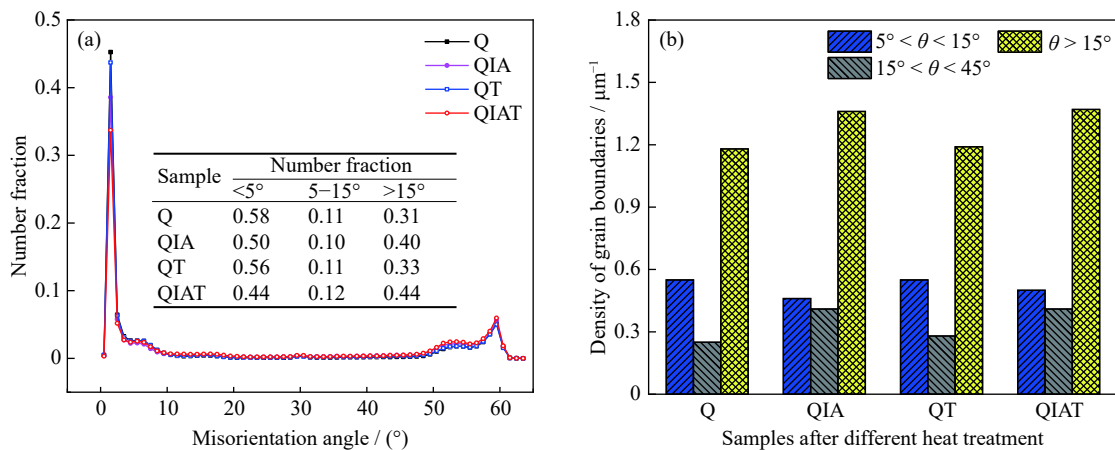 (a)
Q
QIA
QT
QIAT
Number fraction
0.5
0.4
0.3
0.2
0.1
0
Sample Number fraction
<5° 5−15° >15°
Q 0.58 0.11 0.31
QIA 0.50 0.10 0.40
QT 0.56 0.11 0.33
QIAT 0.44 0.12 0.44
0 10 20 30 40 50 60
Misorientation angle / (°)
(b)
5° < θ < 15° θ > 15°
15° < θ < 45°
Density of grain boundaries / μm⁻¹
1.8
1.5
1.2
0.9
0.6
0.3
0
Q QIA QT QIAT
Samples after different heat treatment